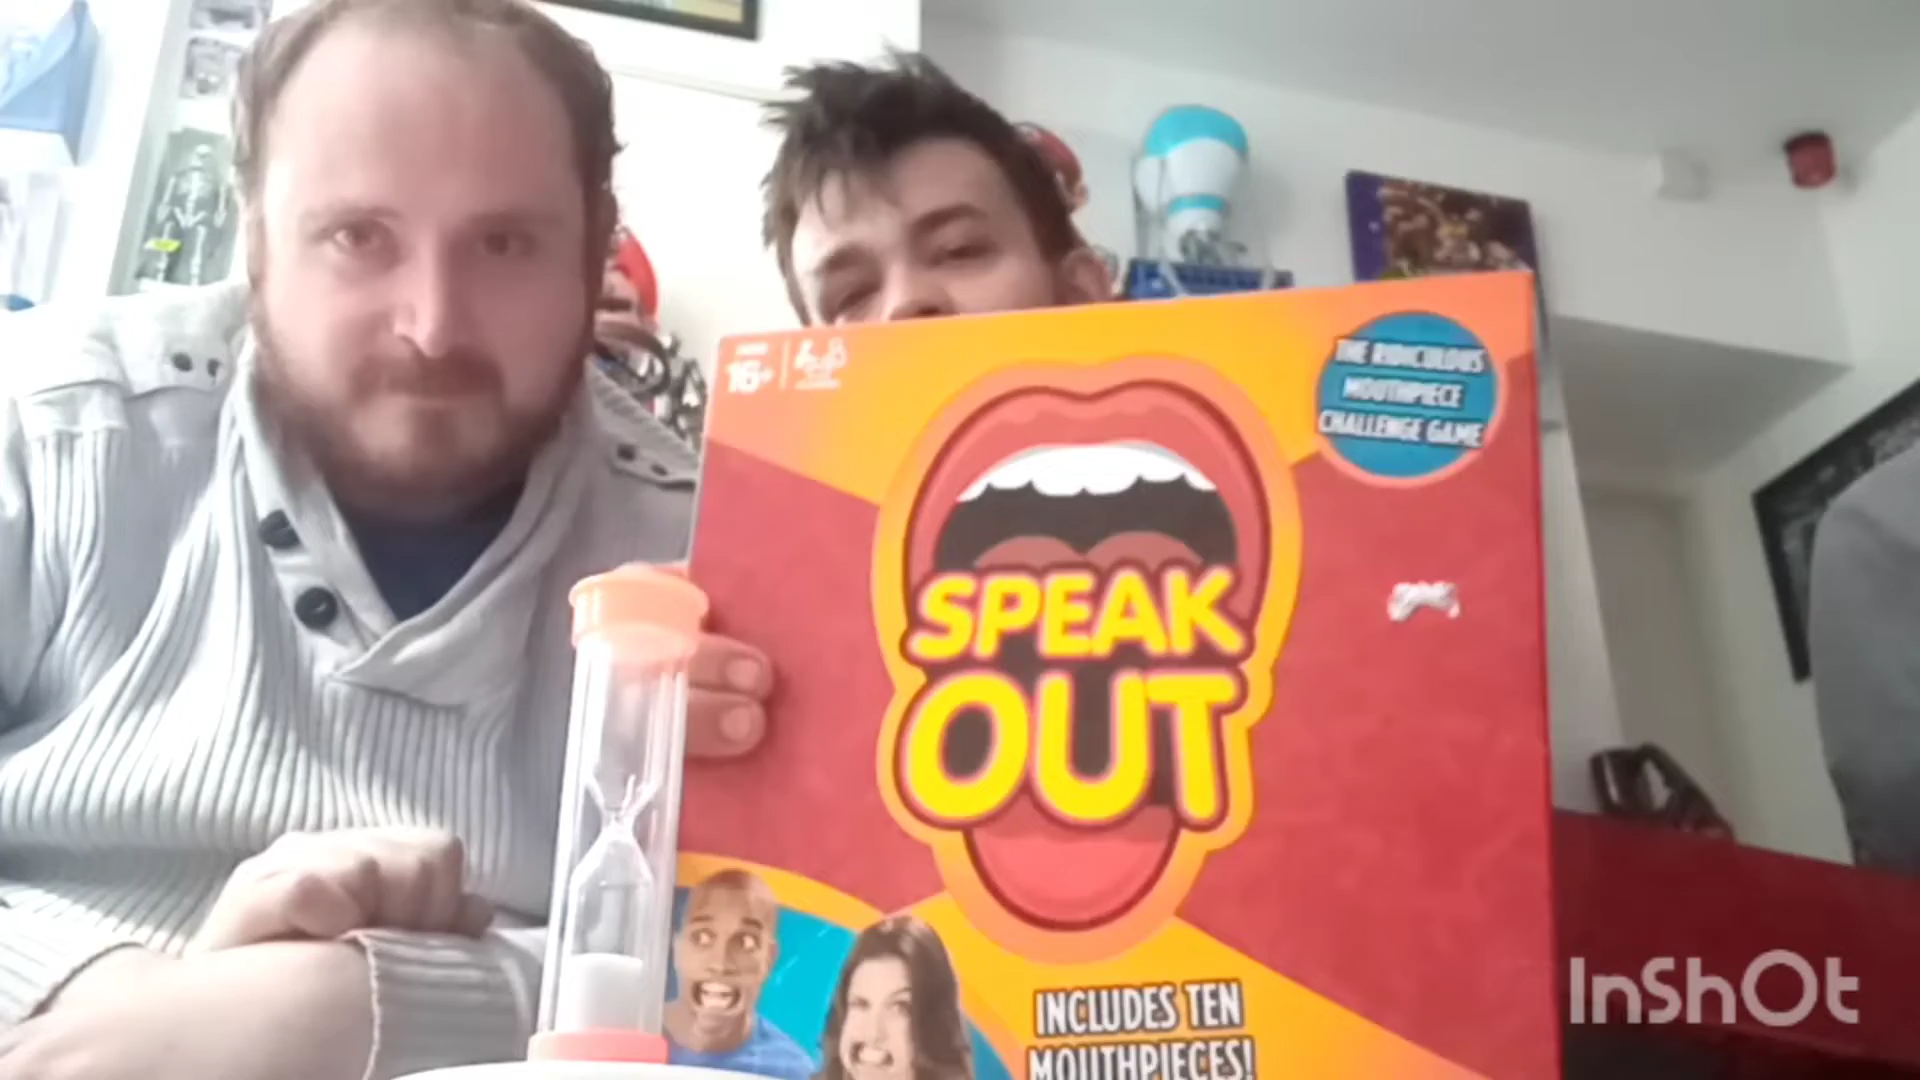 16+
THE RIDICULOUS
MOUTHPIECE
CHALLENGE GAME
SPEAK
OUT
INCLUDES TEN
MOUTHPIECES!
InShOt